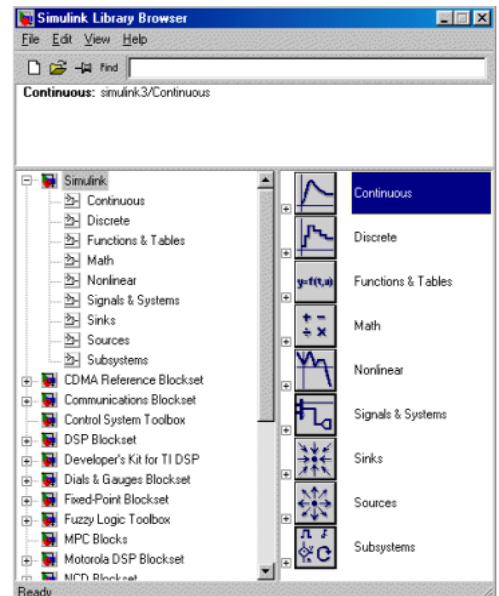 Simulink Library Browser
File Edit View Help
Find
Continuous: simulink3/Continuous
Simulink
Continuous
Discrete
Functions & Tables
Math
Nonlinear
Signals & Systems
Sinks
Sources
Subsystems
CDMA Reference Blockset
Communications Blockset
Control System Toolbox
DSP Blockset
Developer's Kit for TI DSP
Dials & Gauges Blockset
Fixed-Point Blockset
Fuzzy Logic Toolbox
MPC Blocks
Motorola DSP Blockset
NCD Blockset
Continuous
Discrete
y=f(t,u)
Functions & Tables
Math
Nonlinear
Signals & Systems
Sinks
Sources
Subsystems
Ready